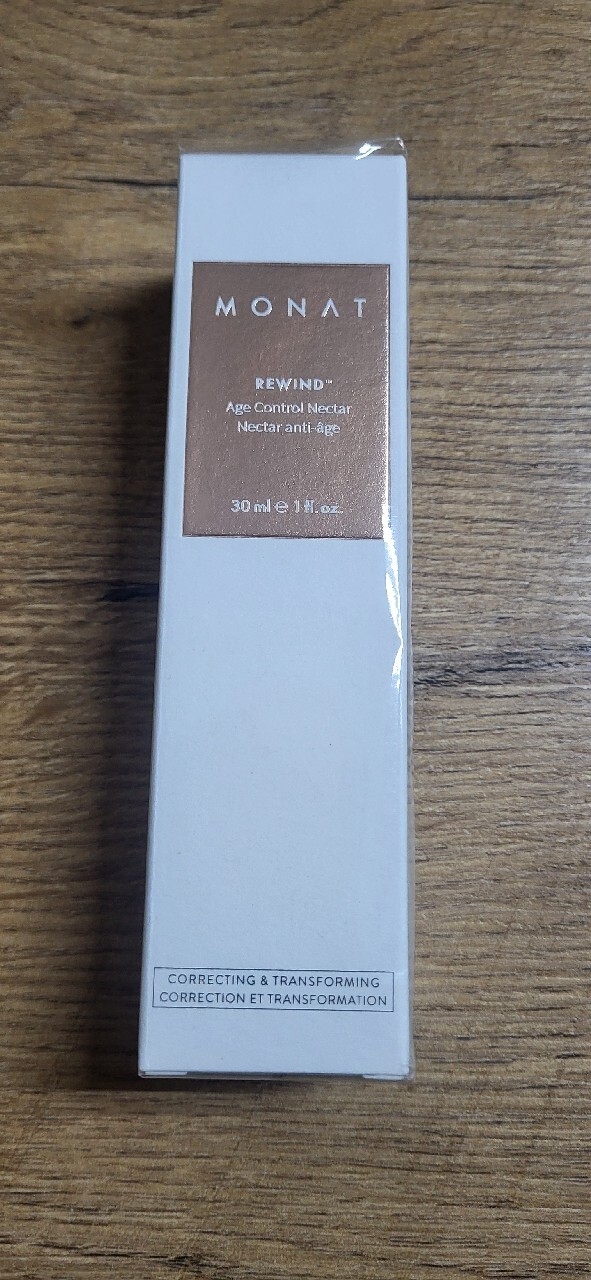 MONAT
REWIND™
Age Control Nectar
Nectar anti-âge
30 ml ℮ 1 fl. oz.
CORRECTING & TRANSFORMING
CORRECTION ET TRANSFORMATION